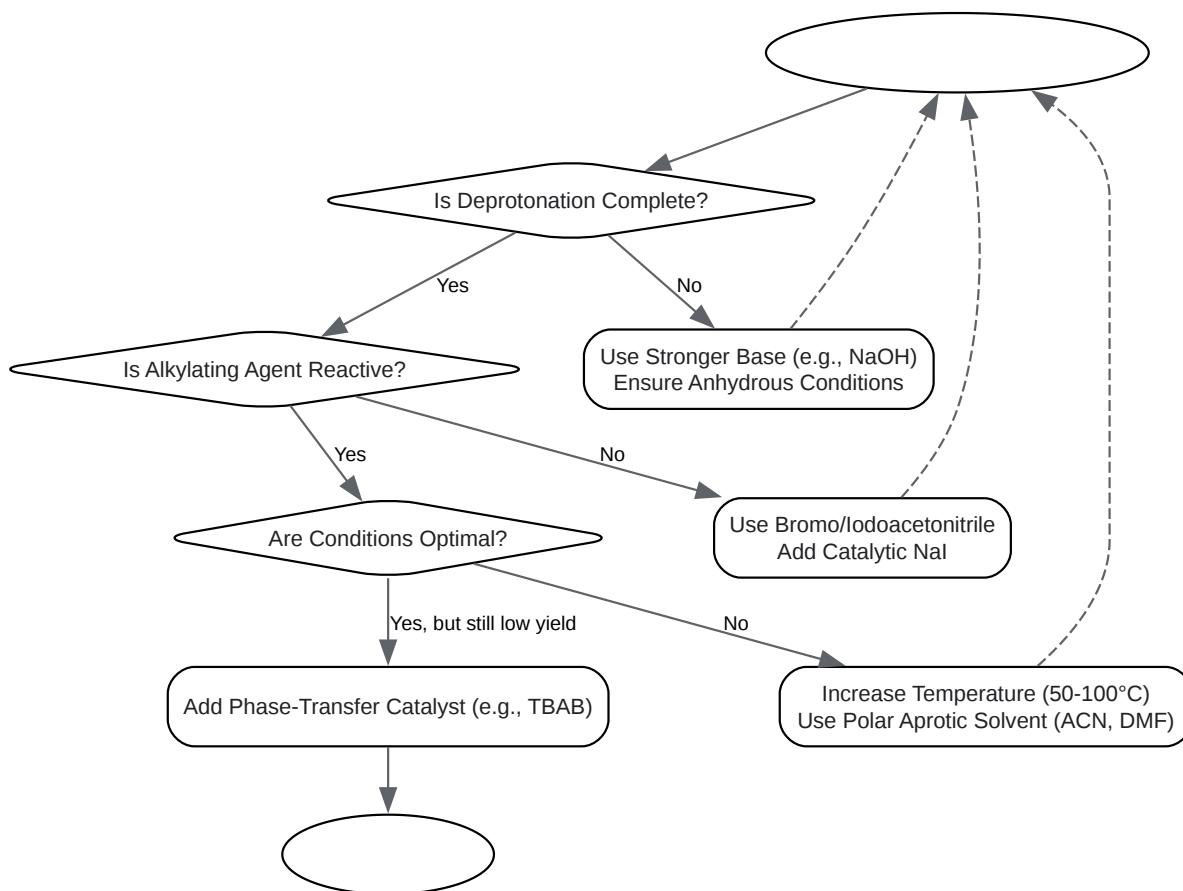 Is Deprotonation Complete?
Yes
No
Use Stronger Base (e.g., NaOH)
Ensure Anhydrous Conditions
Is Alkylating Agent Reactive?
Yes
No
Use Bromo/Iodoacetonitrile
Add Catalytic NaI
Are Conditions Optimal?
Yes, but still low yield
No
Add Phase-Transfer Catalyst (e.g., TBAB)
Increase Temperature (50-100°C)
Use Polar Aprotic Solvent (ACN, DMF)